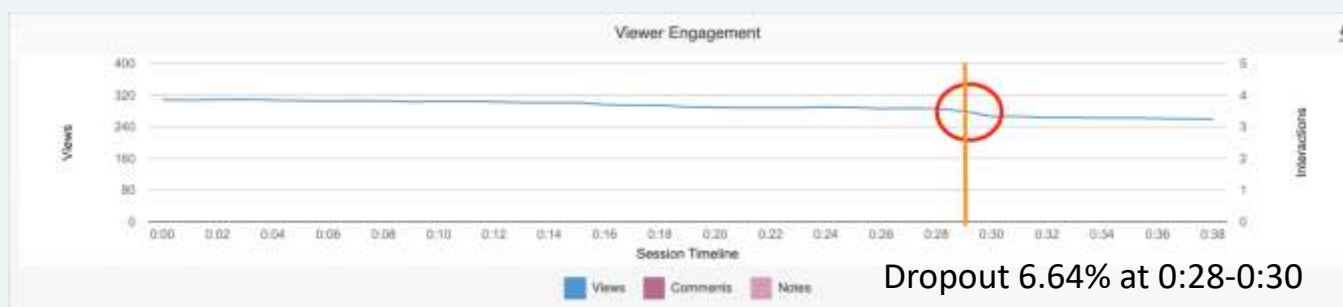 Viewer Engagement
400
320
240
160
80
0
Views
5
4
3
2
1
0
Interactions
0:00 0:02 0:04 0:06 0:08 0:10 0:12 0:14 0:16 0:18 0:20 0:22 0:24 0:26 0:28 0:30 0:32 0:34 0:36 0:38
Session Timeline
Views Comments Notes
Dropout 6.64% at 0:28-0:30